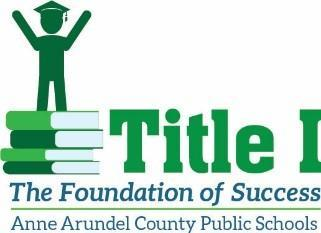 Title I
The Foundation of Success
Anne Arundel County Public Schools